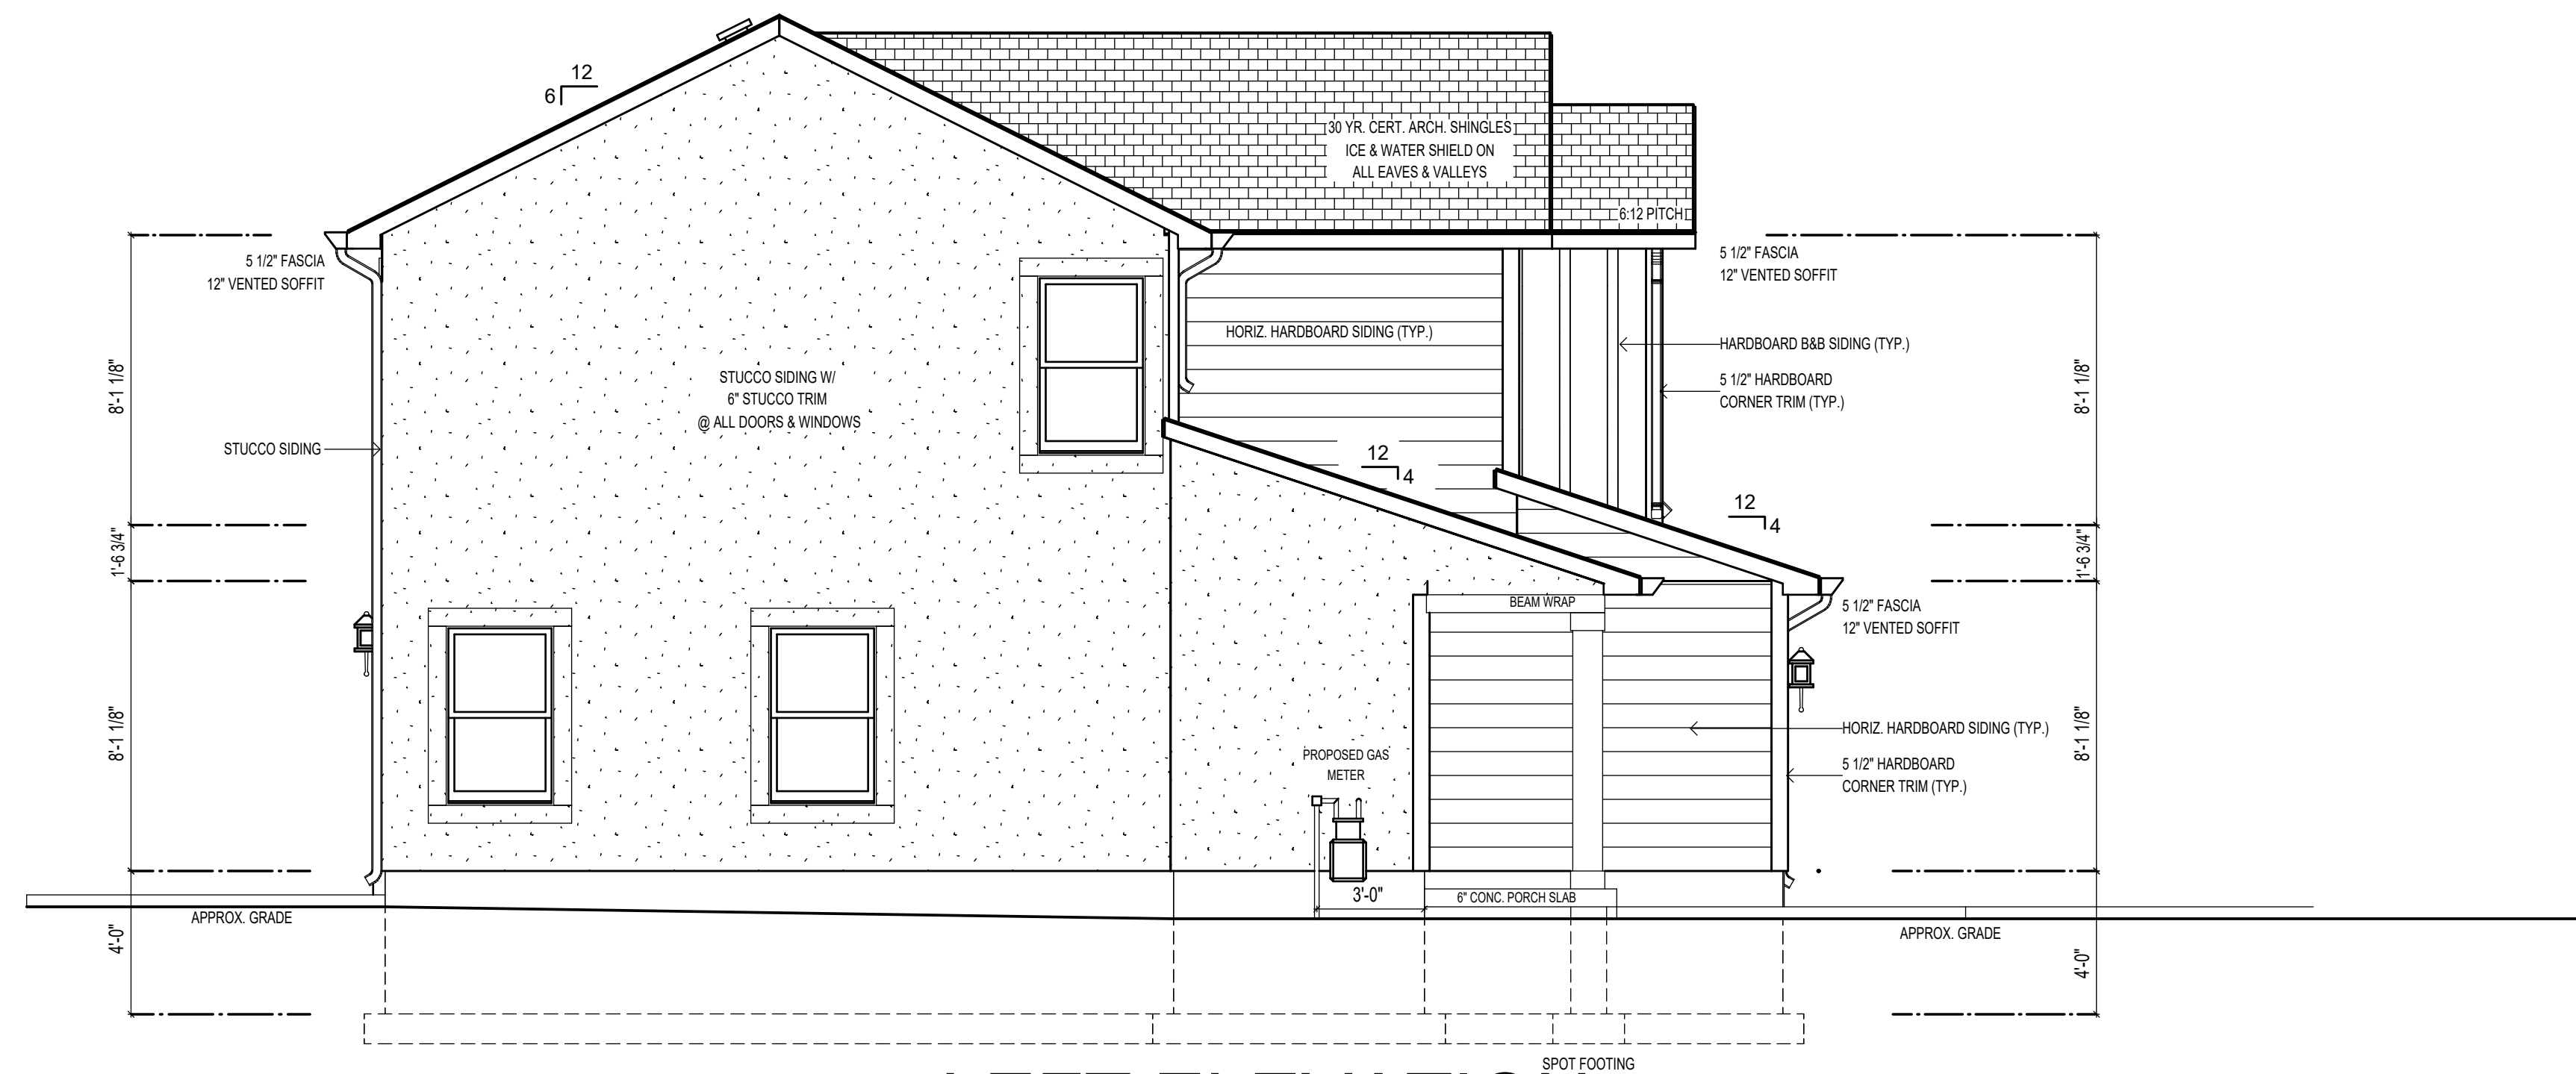 12
6
30 YR. CERT. ARCH. SHINGLES
ICE & WATER SHIELD ON
ALL EAVES & VALLEYS
6:12 PITCH
5 1/2" FASCIA
12" VENTED SOFFIT
5 1/2" FASCIA
12" VENTED SOFFIT
HORIZ. HARDBOARD SIDING (TYP.)
HARDBOARD B&B SIDING (TYP.)
5 1/2" HARDBOARD
CORNER TRIM (TYP.)
8'-1 1/8"
8'-1 1/8"
STUCCO SIDING W/
6" STUCCO TRIM
@ ALL DOORS & WINDOWS
STUCCO SIDING
12
4
12
4
1'-6 3/4"
1'-6 3/4"
BEAM WRAP
5 1/2" FASCIA
12" VENTED SOFFIT
8'-1 1/8"
8'-1 1/8"
HORIZ. HARDBOARD SIDING (TYP.)
PROPOSED GAS
METER
5 1/2" HARDBOARD
CORNER TRIM (TYP.)
3'-0"
6" CONC. PORCH SLAB
APPROX. GRADE
APPROX. GRADE
4'-0"
4'-0"
SPOT FOOTING